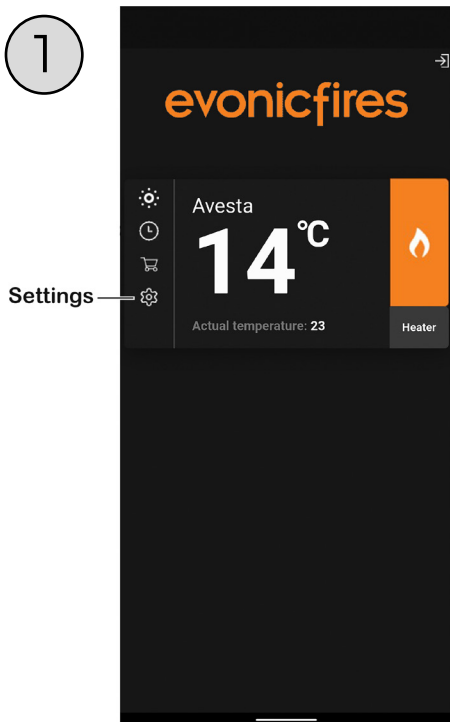 1
evonicfires
Avesta
14°C
Settings
Actual temperature: 23
Heater